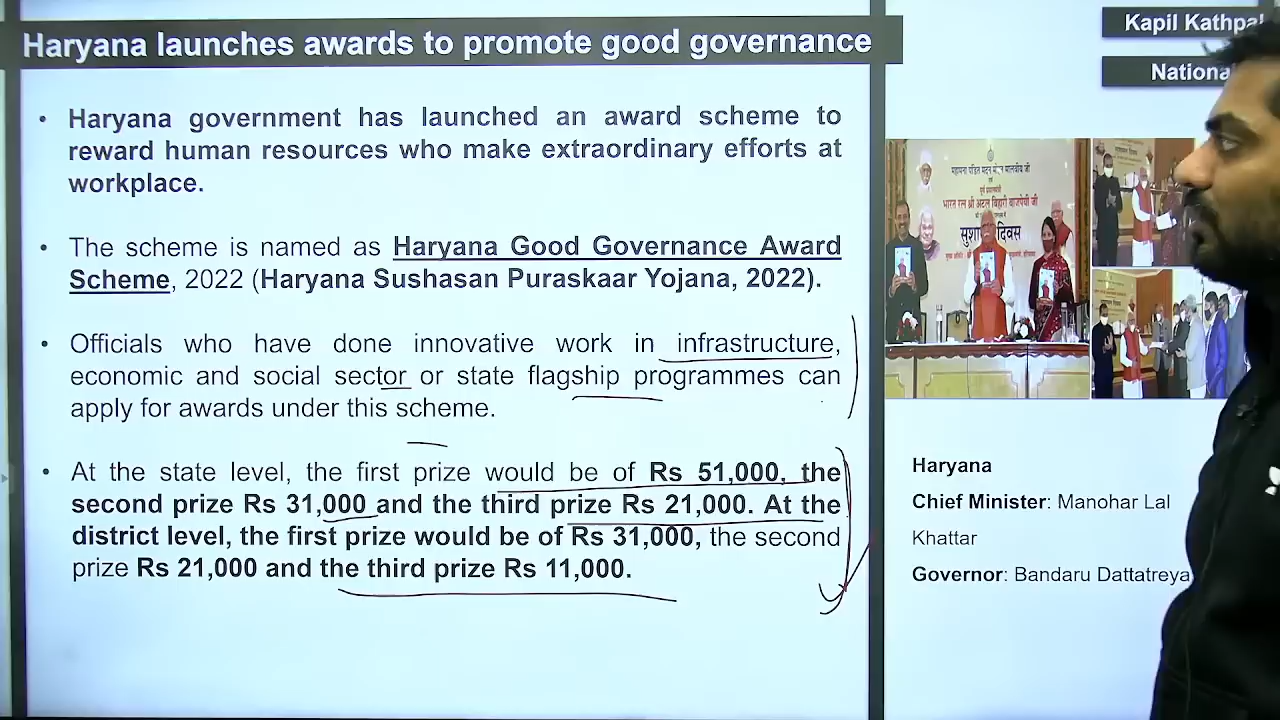 Haryana launches awards to promote good governance
• Haryana government has launched an award scheme to
reward human resources who make extraordinary efforts at
workplace.
• The scheme is named as Haryana Good Governance Award
Scheme, 2022 (Haryana Sushasan Puraskaar Yojana, 2022).
• Officials who have done innovative work in infrastructure,
economic and social sector or state flagship programmes can
apply for awards under this scheme.
• At the state level, the first prize would be of Rs 51,000, the
second prize Rs 31,000 and the third prize Rs 21,000. At the
district level, the first prize would be of Rs 31,000, the second
prize Rs 21,000 and the third prize Rs 11,000.
Kapil Kathpal
National
भारत रत्न श्री अटल बिहारी वाजपेयी जी
Haryana
Chief Minister: Manohar Lal
Khattar
Governor: Bandaru Dattatreya